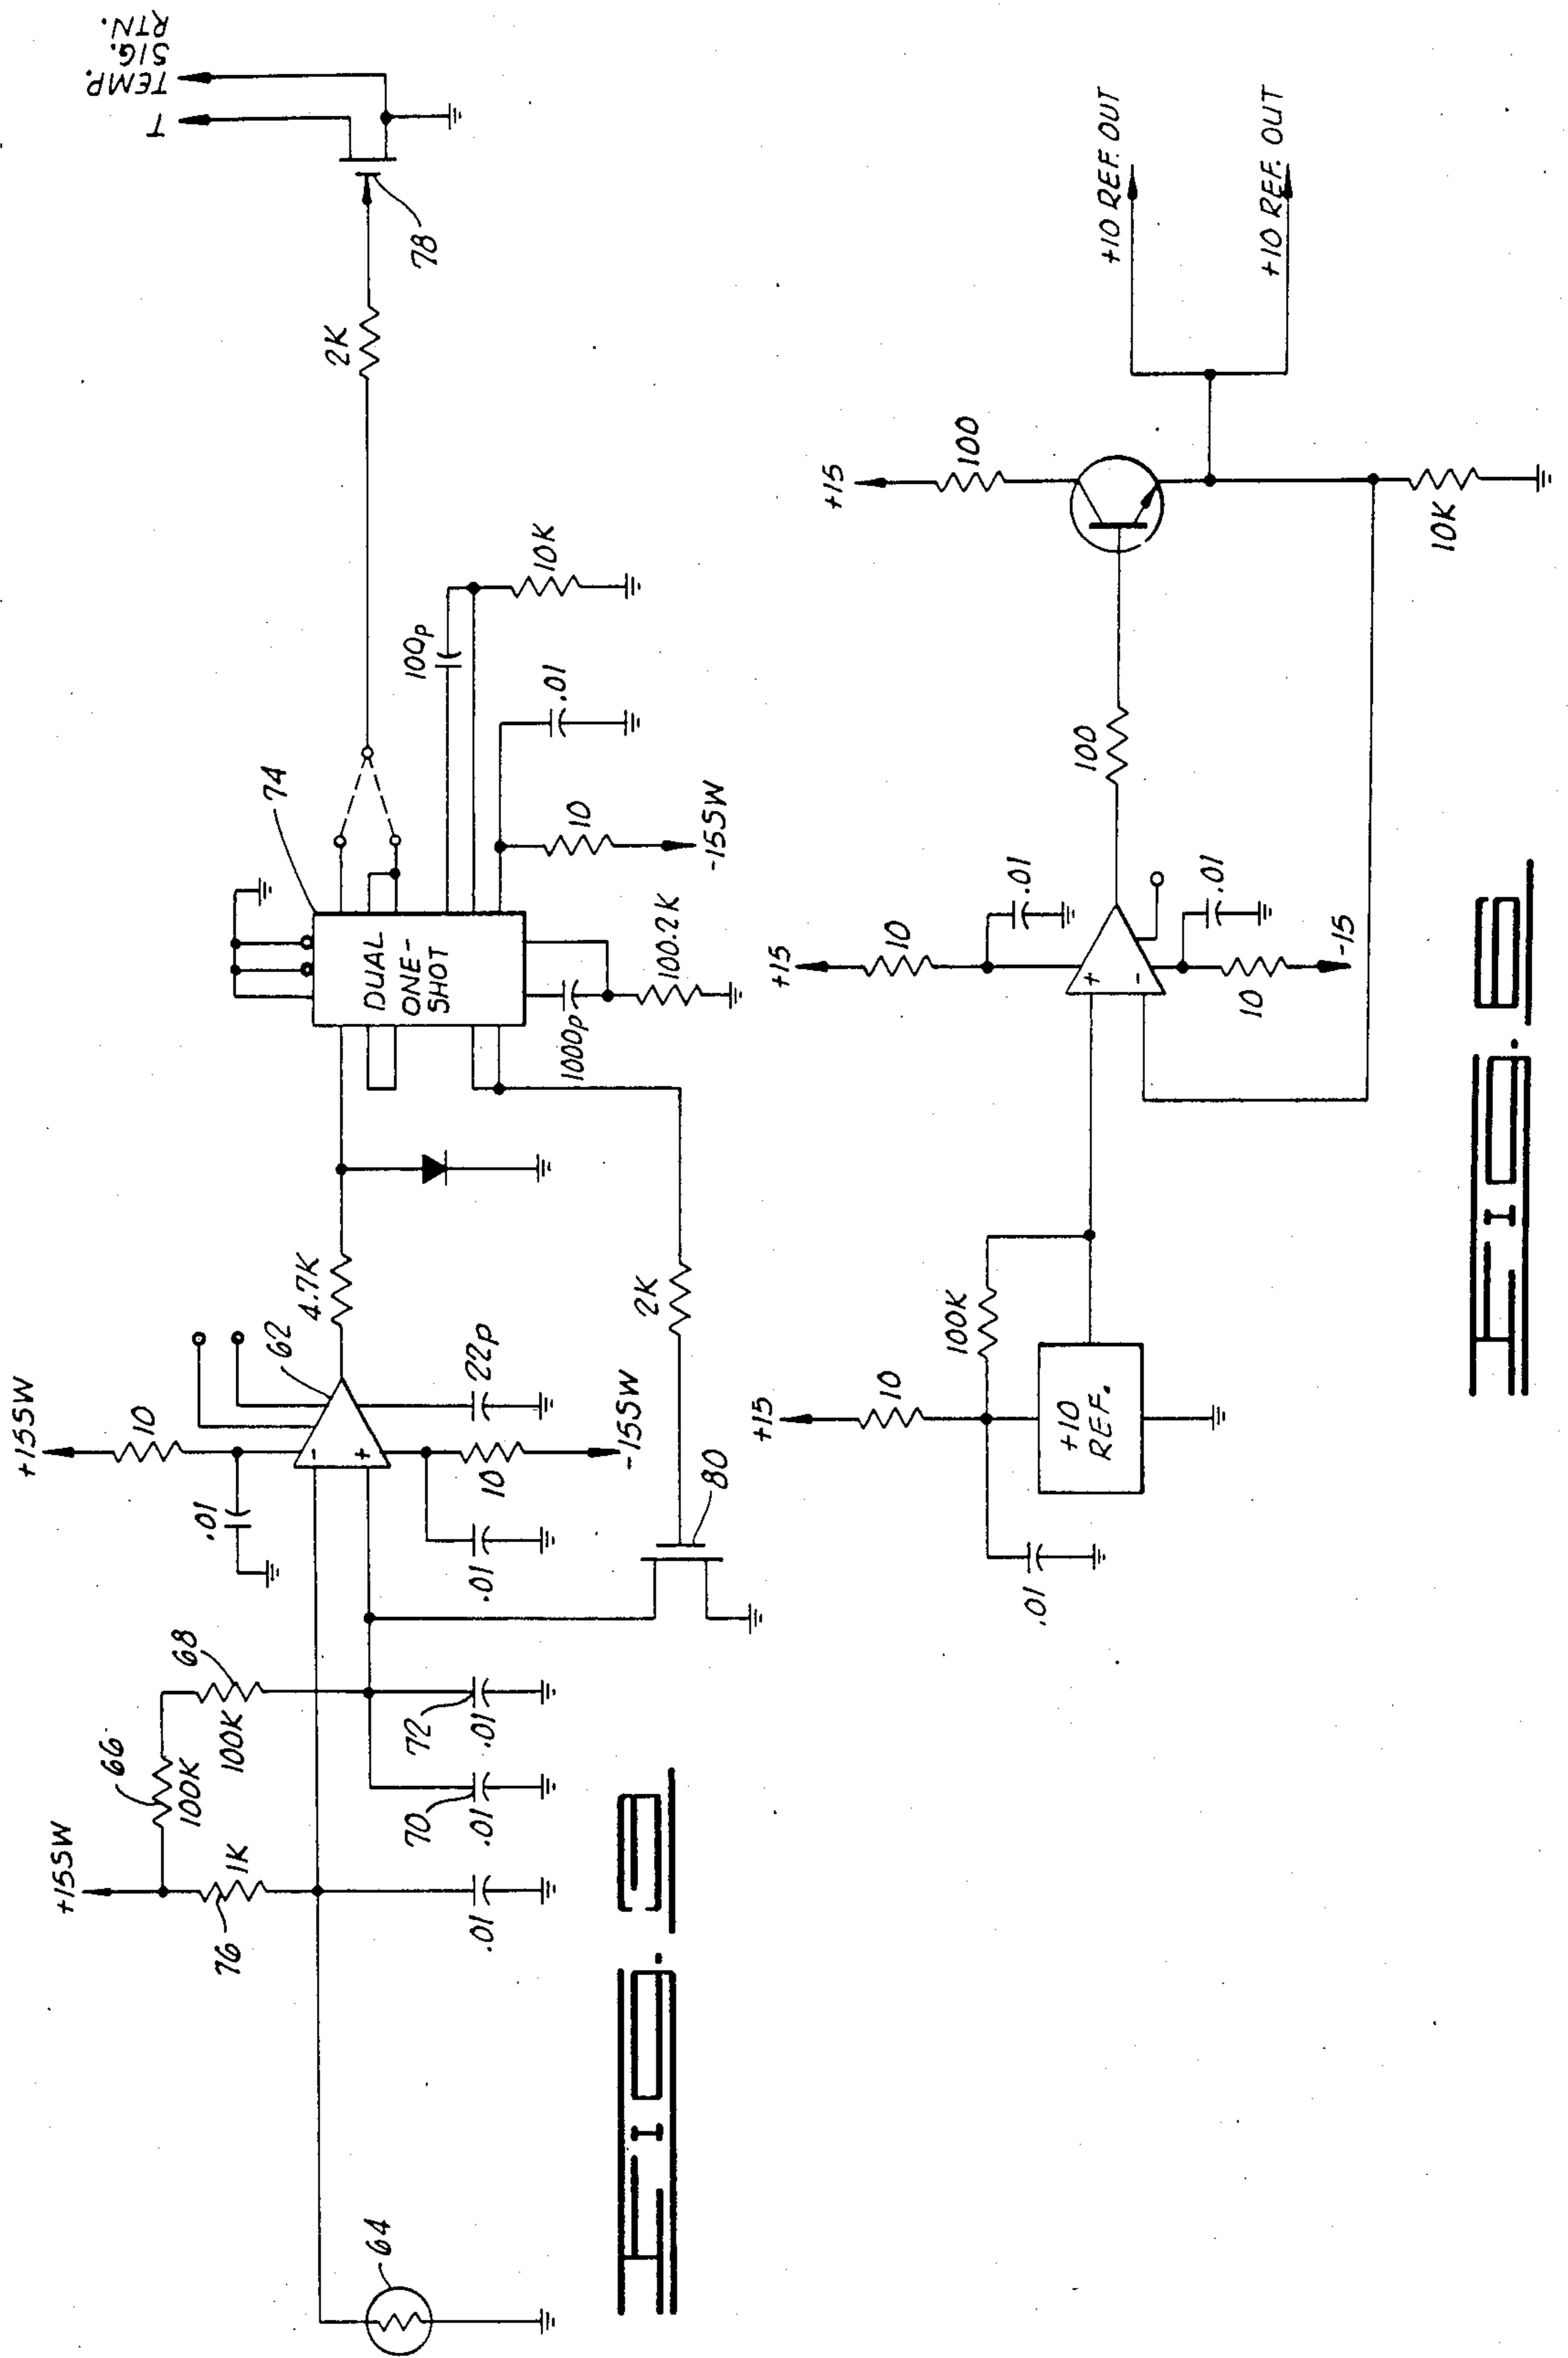 +15SW
66
100K
68
100K
76
1K
.01
70
.01
72
.01
64
+15SW
10
.01
62
4.7K
22p
10
.01
-15SW
80
2K
74
DUAL
ONE-
SHOT
1000p
100.2K
10
-15SW
.01
100p
10K
2K
78
T
TEMP.
SIG.
RTN.
FIG.
+15
10
100K
+10
REF.
.01
+15
10
.01
.01
10
-15
100
+15
100
10K
+10 REF. OUT
+10 REF. OUT
FIG.